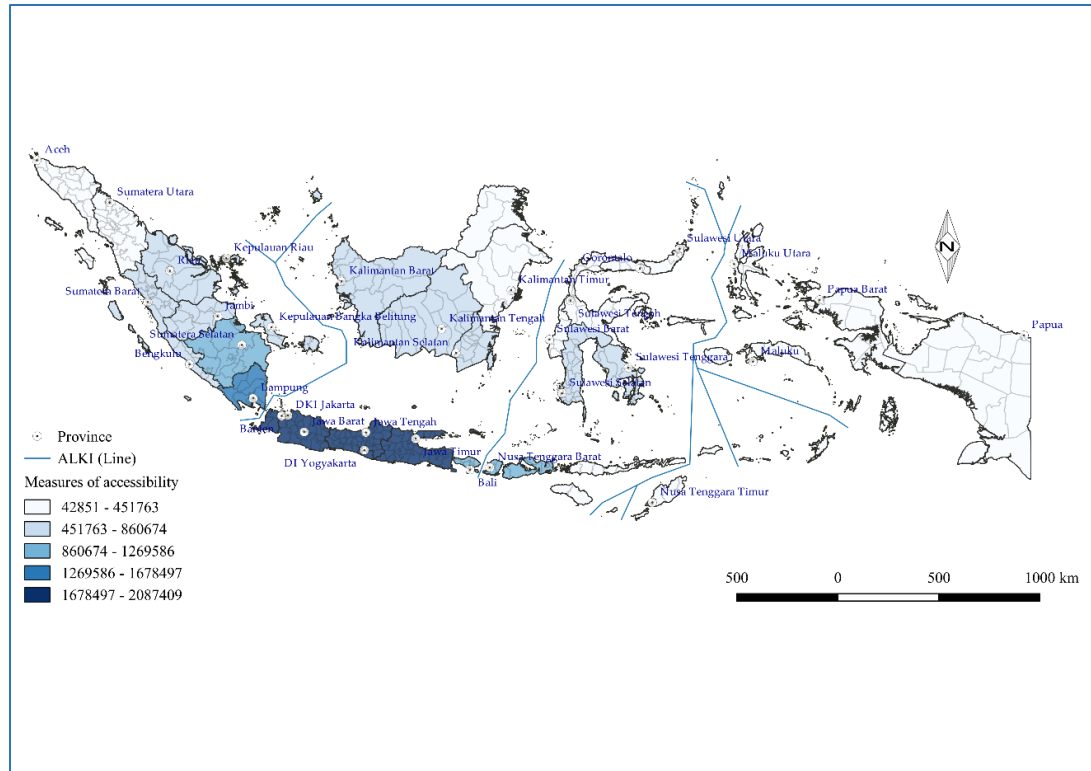 Aceh
Sumatera Utara
Kepulauan Riau
Riau
Sumatera Barat
Jambi
Kepulauan Bangka Belitung
Sumatera Selatan
Bengkulu
Lampung
DKI Jakarta
Banten
Jawa Barat
Jawa Tengah
DI Yogyakarta
Jawa Timur
Bali
Nusa Tenggara Barat
Nusa Tenggara Timur
Kalimantan Barat
Kalimantan Timur
Kalimantan Tengah
Kalimantan Selatan
Sulawesi Utara
Gorontalo
Sulawesi Tengah
Sulawesi Barat
Sulawesi Tenggara
Sulawesi Selatan
Maluku Utara
Maluku
Papua Barat
Papua
N
Province
ALKI (Line)
Measures of accessibility
42851 - 451763
451763 - 860674
860674 - 1269586
1269586 - 1678497
1678497 - 2087409
500 0 500 1000 km